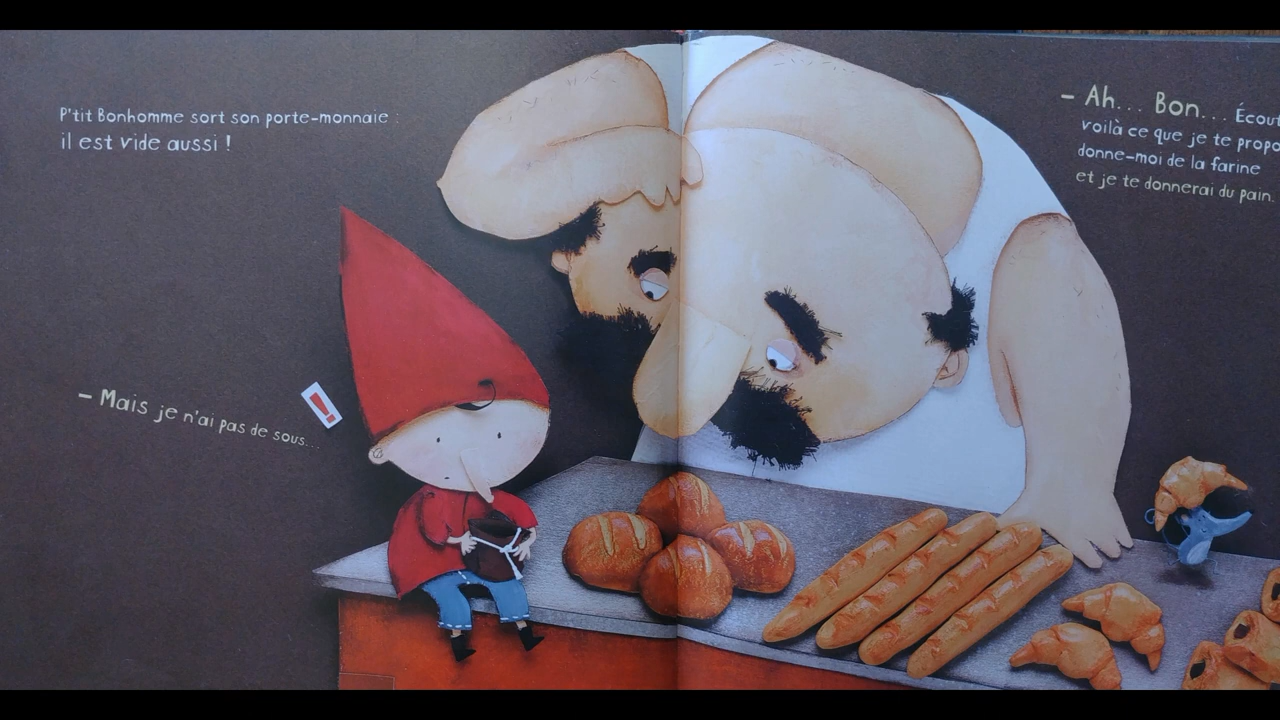 P'tit Bonhomme sort son porte-monnaie :
il est vide aussi !
– Mais je n'ai pas de sous...
!
– Ah... Bon...
voilà ce que je te
donne-moi de la farine
et je te donnerai du pain.